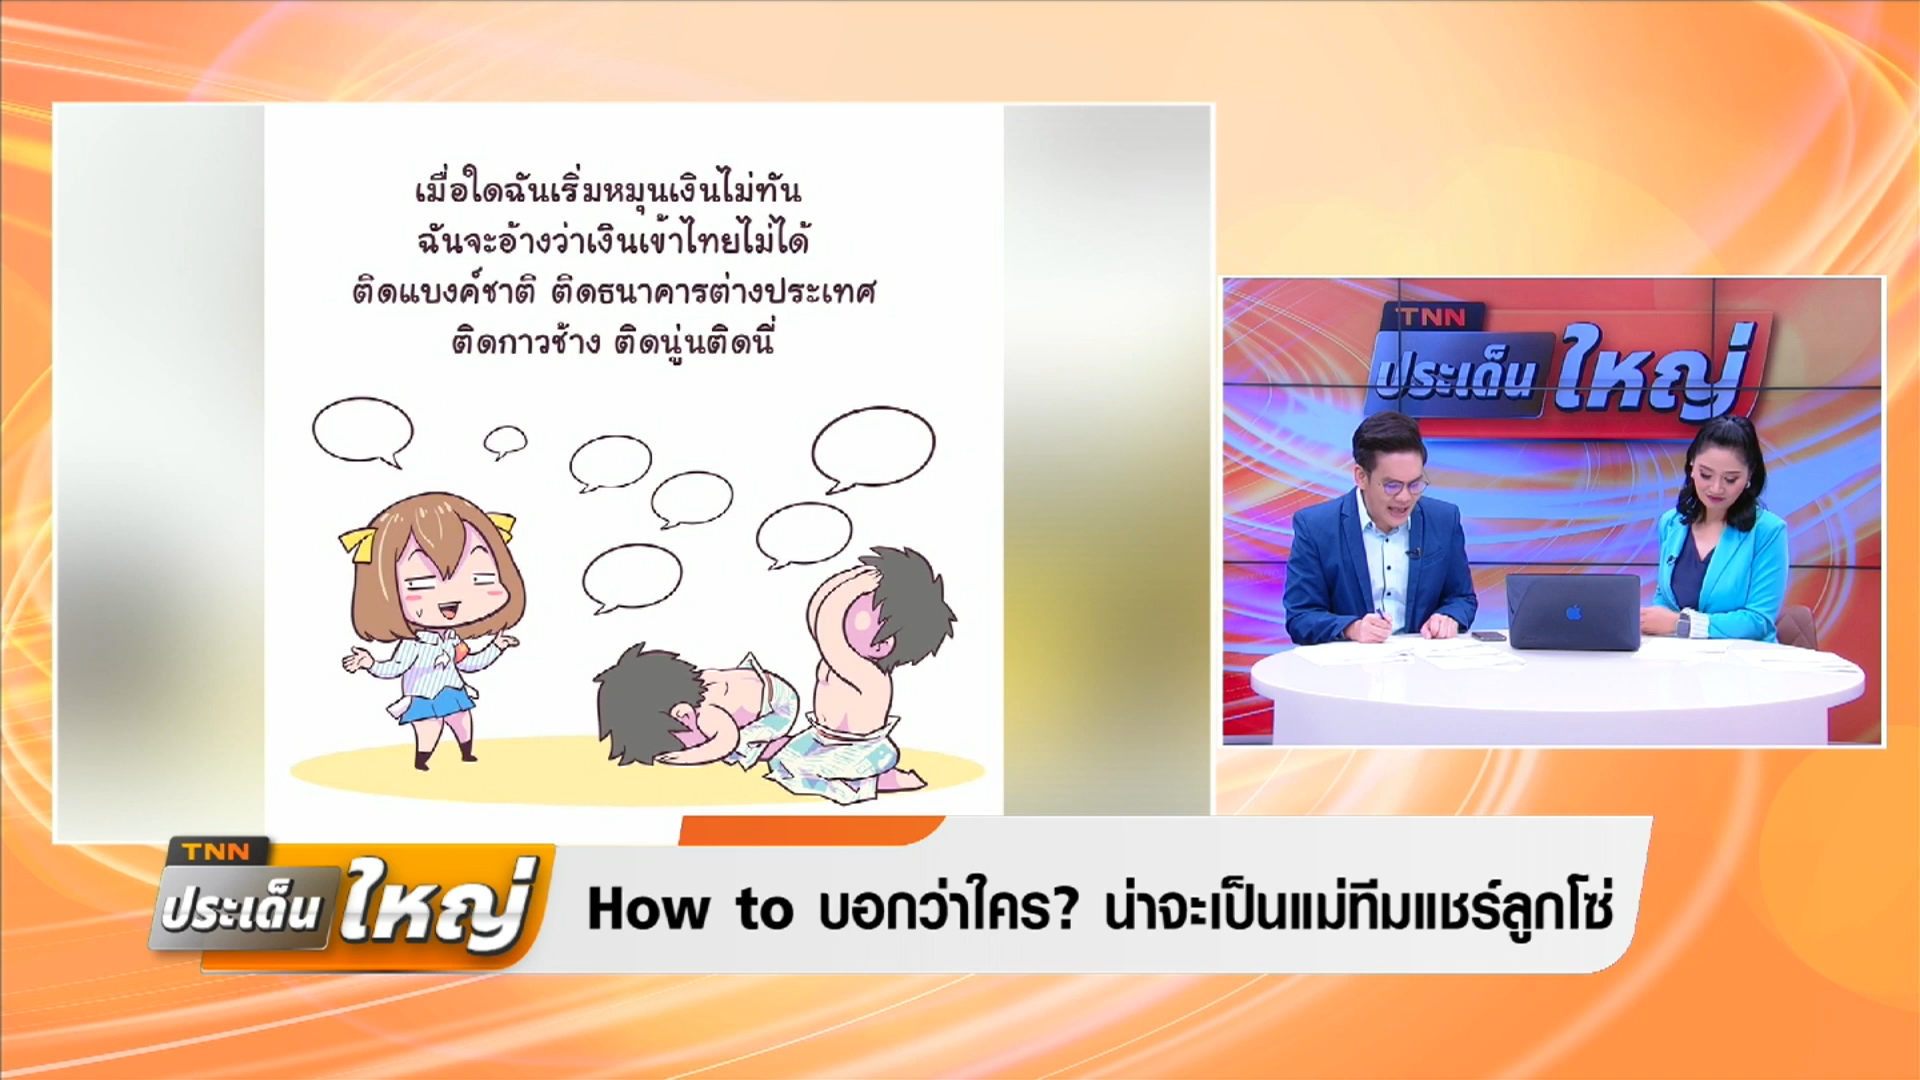 เมื่อใดฉันเริ่มหมุนเงินไม่ทัน
ฉันจะอ้างว่าเงินเข้าไทยไม่ได้
ติดแบงค์ชาติ ติดธนาคารต่างประเทศ
ติดกาวช้าง ติดนู่นติดนี่
TNN
ประเด็นใหญ่
TNN
ประเด็นใหญ่
How to บอกว่าใคร? น่าจะเป็นแม่ทีมแชร์ลูกโซ่